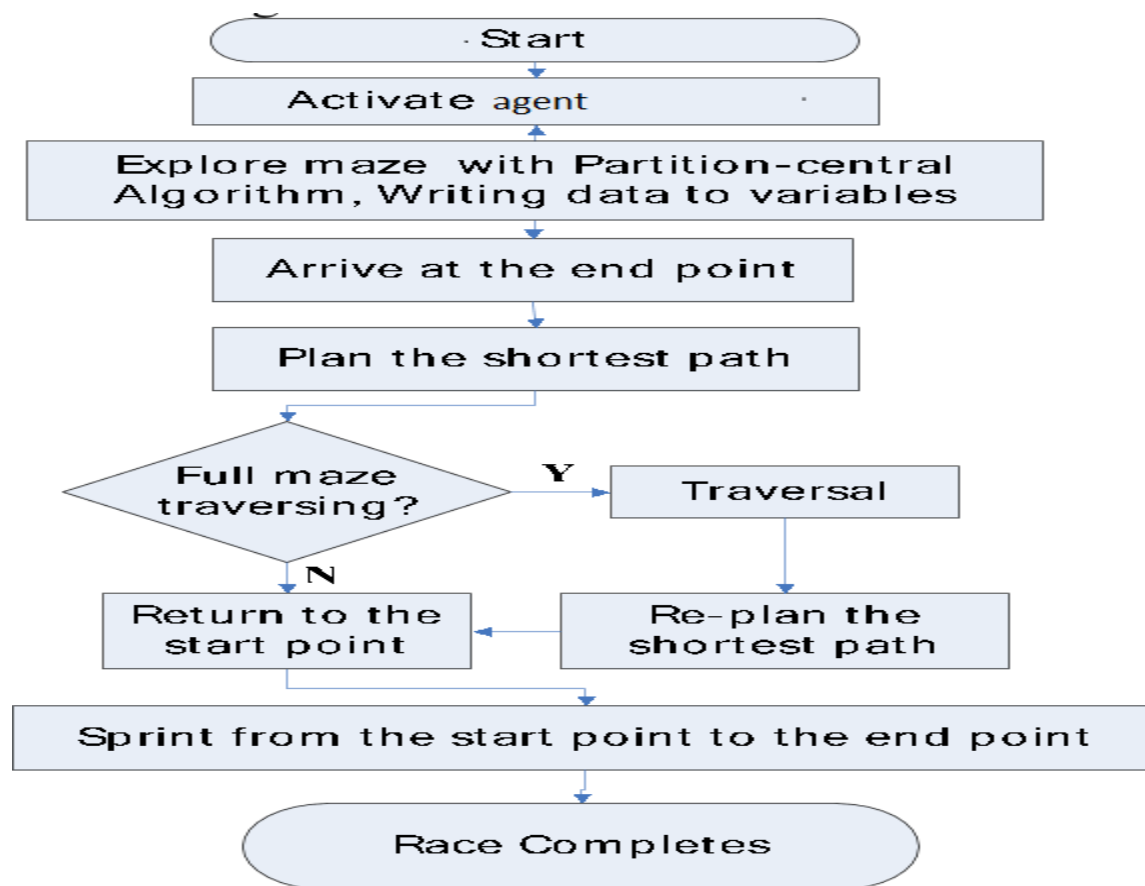 Start
Activate agent
Explore maze with Partition-central
Algorithm, Writing data to variables
Arrive at the end point
Plan the shortest path
Full maze
traversing?
Y
Traversal
N
Return to the
start point
Re-plan the
shortest path
Sprint from the start point to the end point
Race Completes